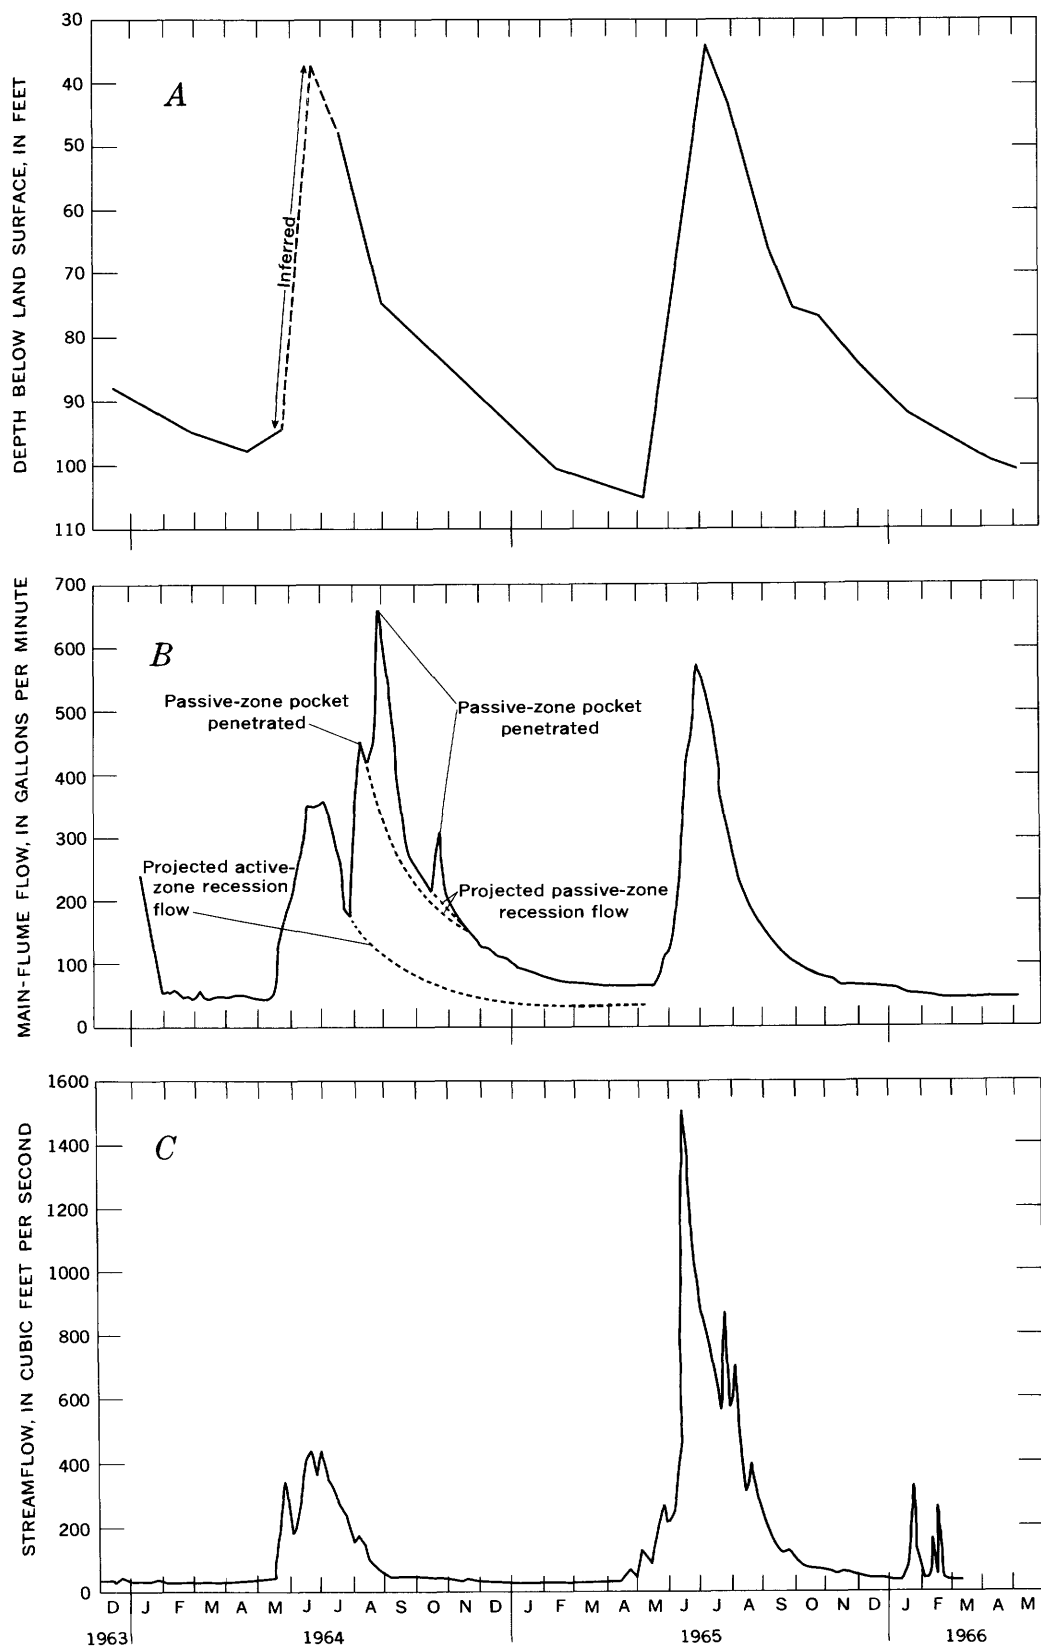 DEPTH BELOW LAND SURFACE, IN FEET
30
40
50
60
70
80
90
100
110
A
Inferred
MAIN-FLUME FLOW, IN GALLONS PER MINUTE
700
600
500
400
300
200
100
0
B
Passive-zone pocket
penetrated
Passive-zone pocket
penetrated
Projected active-
zone recession
flow
Projected passive-zone
recession flow
STREAMFLOW, IN CUBIC FEET PER SECOND
1600
1400
1200
1000
800
600
400
200
0
C
D J F M A M J J A S O N D J F M A M J J A S O N D J F M A M
1963 1964 1965 1966